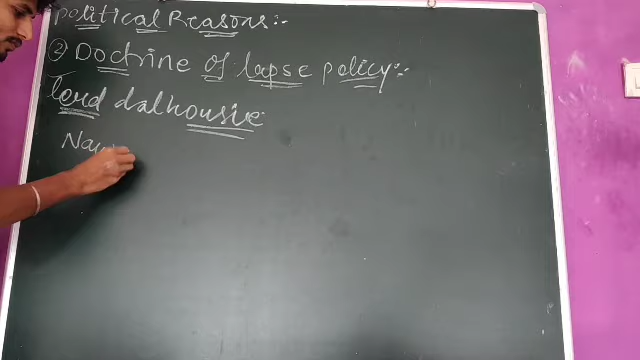 political Reasons:-
② Doctrine of lapse policy:-
Lord dalhousie